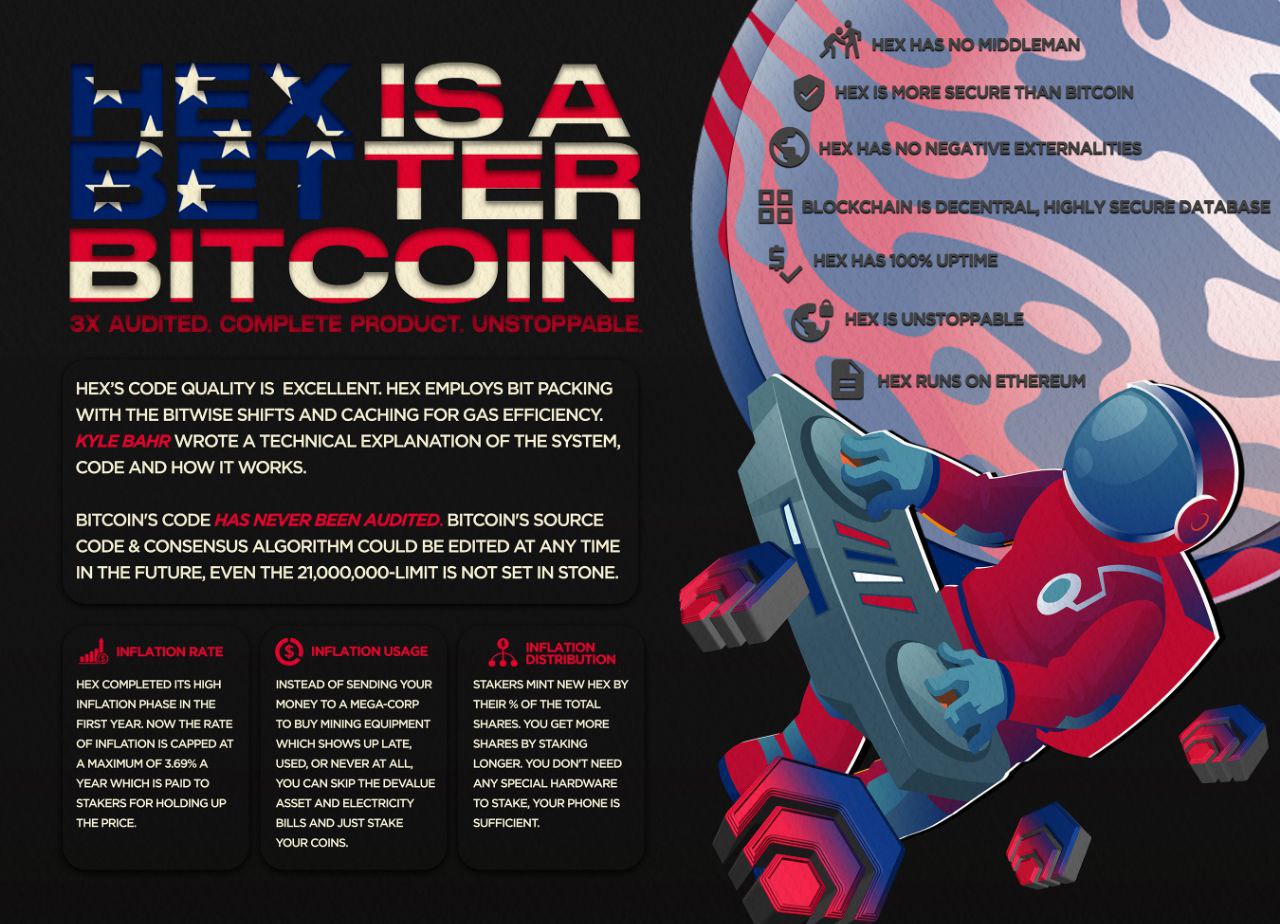 HEX IS A
BETTER
BITCOIN
3X AUDITED. COMPLETE PRODUCT. UNSTOPPABLE.
HEX'S CODE QUALITY IS EXCELLENT. HEX EMPLOYS BIT PACKING
WITH THE BITWISE SHIFTS AND CACHING FOR GAS EFFICIENCY.
KYLE BAHR WROTE A TECHNICAL EXPLANATION OF THE SYSTEM,
CODE AND HOW IT WORKS.
BITCOIN'S CODE HAS NEVER BEEN AUDITED. BITCOIN'S SOURCE
CODE & CONSENSUS ALGORITHM COULD BE EDITED AT ANY TIME
IN THE FUTURE, EVEN THE 21,000,000-LIMIT IS NOT SET IN STONE.
INFLATION RATE
HEX COMPLETED ITS HIGH
INFLATION PHASE IN THE
FIRST YEAR. NOW THE RATE
OF INFLATION IS CAPPED AT
A MAXIMUM OF 3.69% A
YEAR WHICH IS PAID TO
STAKERS FOR HOLDING UP
THE PRICE.
INFLATION USAGE
INSTEAD OF SENDING YOUR
MONEY TO A MEGA-CORP
TO BUY MINING EQUIPMENT
WHICH SHOWS UP LATE,
USED, OR NEVER AT ALL,
YOU CAN SKIP THE DEVALUE
ASSET AND ELECTRICITY
BILLS AND JUST STAKE
YOUR COINS.
INFLATION
DISTRIBUTION
STAKERS MINT NEW HEX BY
THEIR % OF THE TOTAL
SHARES. YOU GET MORE
SHARES BY STAKING
LONGER. YOU DON'T NEED
ANY SPECIAL HARDWARE
TO STAKE, YOUR PHONE IS
SUFFICIENT.
HEX HAS NO MIDDLEMAN
HEX IS MORE SECURE THAN BITCOIN
HEX HAS NO NEGATIVE EXTERNALITIES
BLOCKCHAIN IS DECENTRAL, HIGHLY SECURE DATABASE
HEX HAS 100% UPTIME
HEX IS UNSTOPPABLE
HEX RUNS ON ETHEREUM